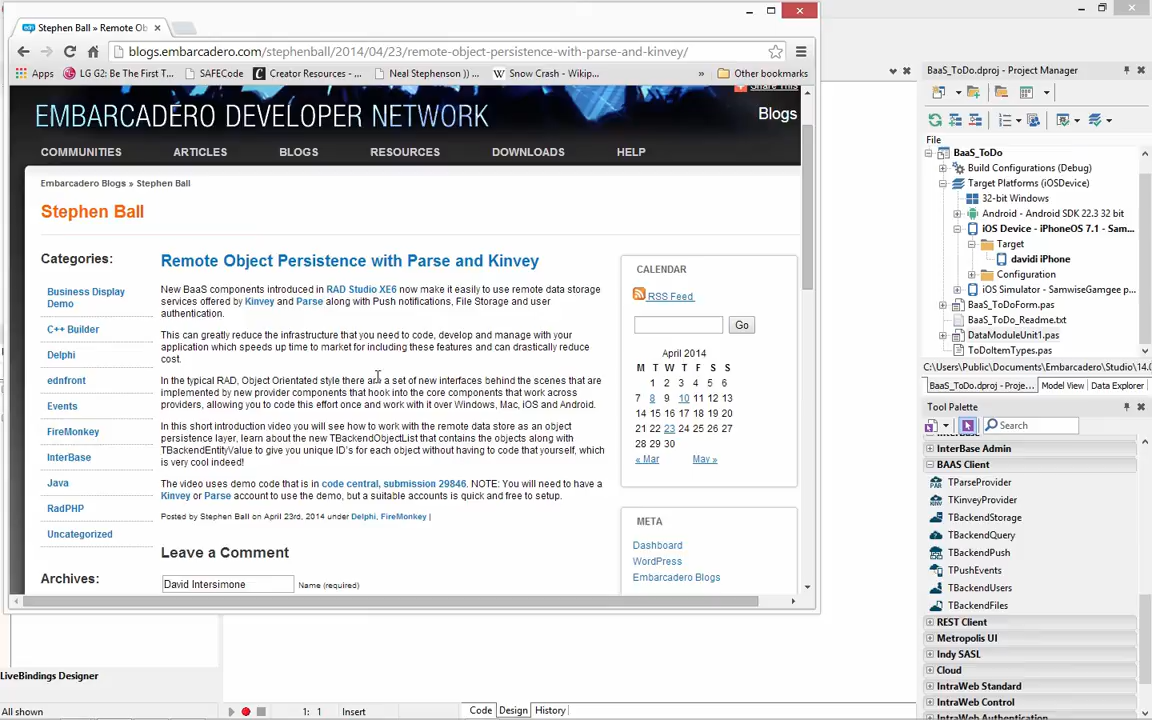 Stephen Ball » Remote Ob
blogs.embarcadero.com/stephenball/2014/04/23/remote-object-persistence-with-parse-and-kinvey/
Apps
LG G2: Be The First T...
SAFECode
Creator Resources - ...
Neal Stephenson )) ...
Snow Crash - Wikip...
»
Other bookmarks
EMBARCADERO DEVELOPER NETWORK
Share This
Blogs
COMMUNITIES
ARTICLES
BLOGS
RESOURCES
DOWNLOADS
HELP
Embarcadero Blogs » Stephen Ball
Stephen Ball
Categories:
Business Display
Demo
C++ Builder
Delphi
ednfront
Events
FireMonkey
InterBase
Java
RadPHP
Uncategorized
Archives:
Remote Object Persistence with Parse and Kinvey
New BaaS components introduced in RAD Studio XE6 now make it easily to use remote data storage
services offered by Kinvey and Parse along with Push notifications, File Storage and user
authentication.
This can greatly reduce the infrastructure that you need to code, develop and manage with your
application which speeds up time to market for including these features and can drastically reduce
cost.
In the typical RAD, Object Orientated style there are a set of new interfaces behind the scenes that are
implemented by new provider components that hook into the core components that work across
providers, allowing you to code this effort once and work with it over Windows, Mac, iOS and Android.
In this short introduction video you will see how to work with the remote data store as an object
persistence layer, learn about the new TBackendObjectList that contains the objects along with
TBackendEntityValue to give you unique ID's for each object without having to code that yourself, which
is very cool indeed!
The video uses demo code that is in code central, submission 29846. NOTE: You will need to have a
Kinvey or Parse account to use the demo, but a suitable accounts is quick and free to setup.
Posted by Stephen Ball on April 23rd, 2014 under Delphi, FireMonkey |
Leave a Comment
David Intersimone
Name (required)
CALENDAR
RSS Feed
Go
April 2014
M T W T F S S
1 2 3 4 5 6
7 8 9 10 11 12 13
14 15 16 17 18 19 20
21 22 23 24 25 26 27
28 29 30
« Mar
May »
META
Dashboard
WordPress
Embarcadero Blogs
BaaS_ToDo.dproj - Project Manager
File
BaaS_ToDo
Build Configurations (Debug)
Target Platforms (iOSDevice)
32-bit Windows
Android - Android SDK 22.3 32 bit
iOS Device - iPhoneOS 7.1 - Sam...
Target
davidi iPhone
Configuration
iOS Simulator - SamwiseGamgee p...
BaaS_ToDoForm.pas
BaaS_ToDo_Readme.txt
DataModuleUnit1.pas
ToDoItemTypes.pas
C:\Users\Public\Documents\Embarcadero\Studio\14.0
BaaS_ToDo.dproj - Proje...
Model View
Data Explorer
Tool Palette
Search
InterBase
InterBase Admin
BAAS Client
TParseProvider
TKinveyProvider
TBackendStorage
TBackendQuery
TBackendPush
TPushEvents
TBackendUsers
TBackendFiles
REST Client
Metropolis UI
Indy SASL
Cloud
IntraWeb Standard
IntraWeb Control
IntraWeb Authentication
LiveBindings Designer
All shown
1: 1
Insert
Code
Design
History